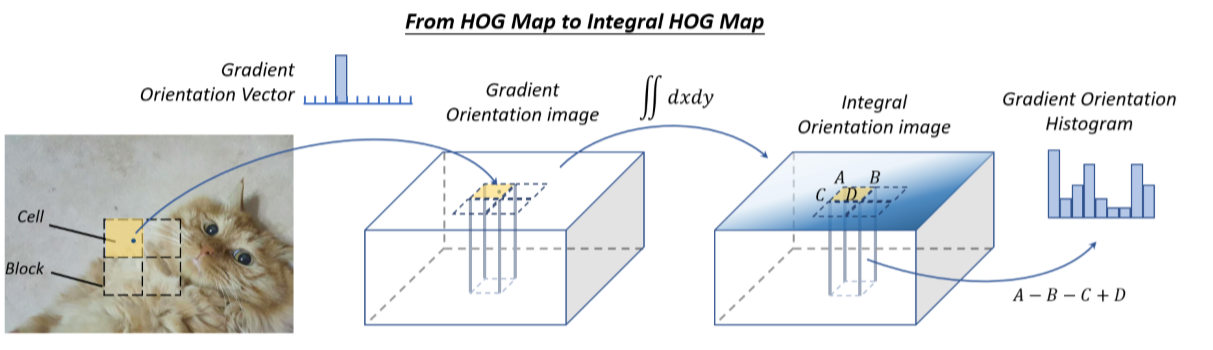 From HOG Map to Integral HOG Map
Gradient
Orientation Vector
Gradient
Orientation image
∬ dxdy
Integral
Orientation image
Gradient Orientation
Histogram
Cell
Block
A B
C D
A − B − C + D